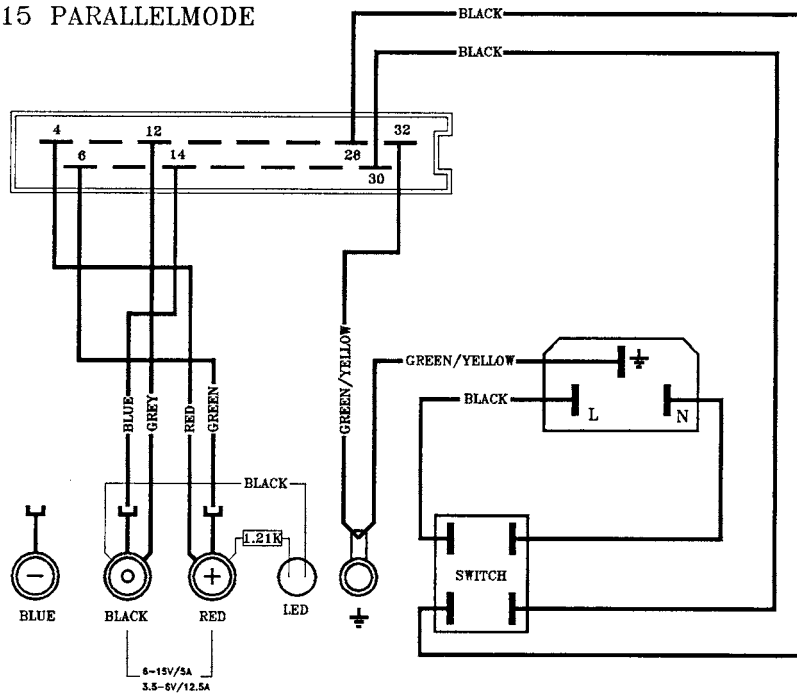 15 PARALLELMODE
BLACK
BLACK
4
12
32
6
14
28
30
GREEN/YELLOW
GREEN/YELLOW
BLACK
L
N
BLUE
GREY
RED
GREEN
BLACK
1.21K
SWITCH
-
+
BLUE
BLACK
RED
LED
6-15V/5A
3.5-6V/12.5A